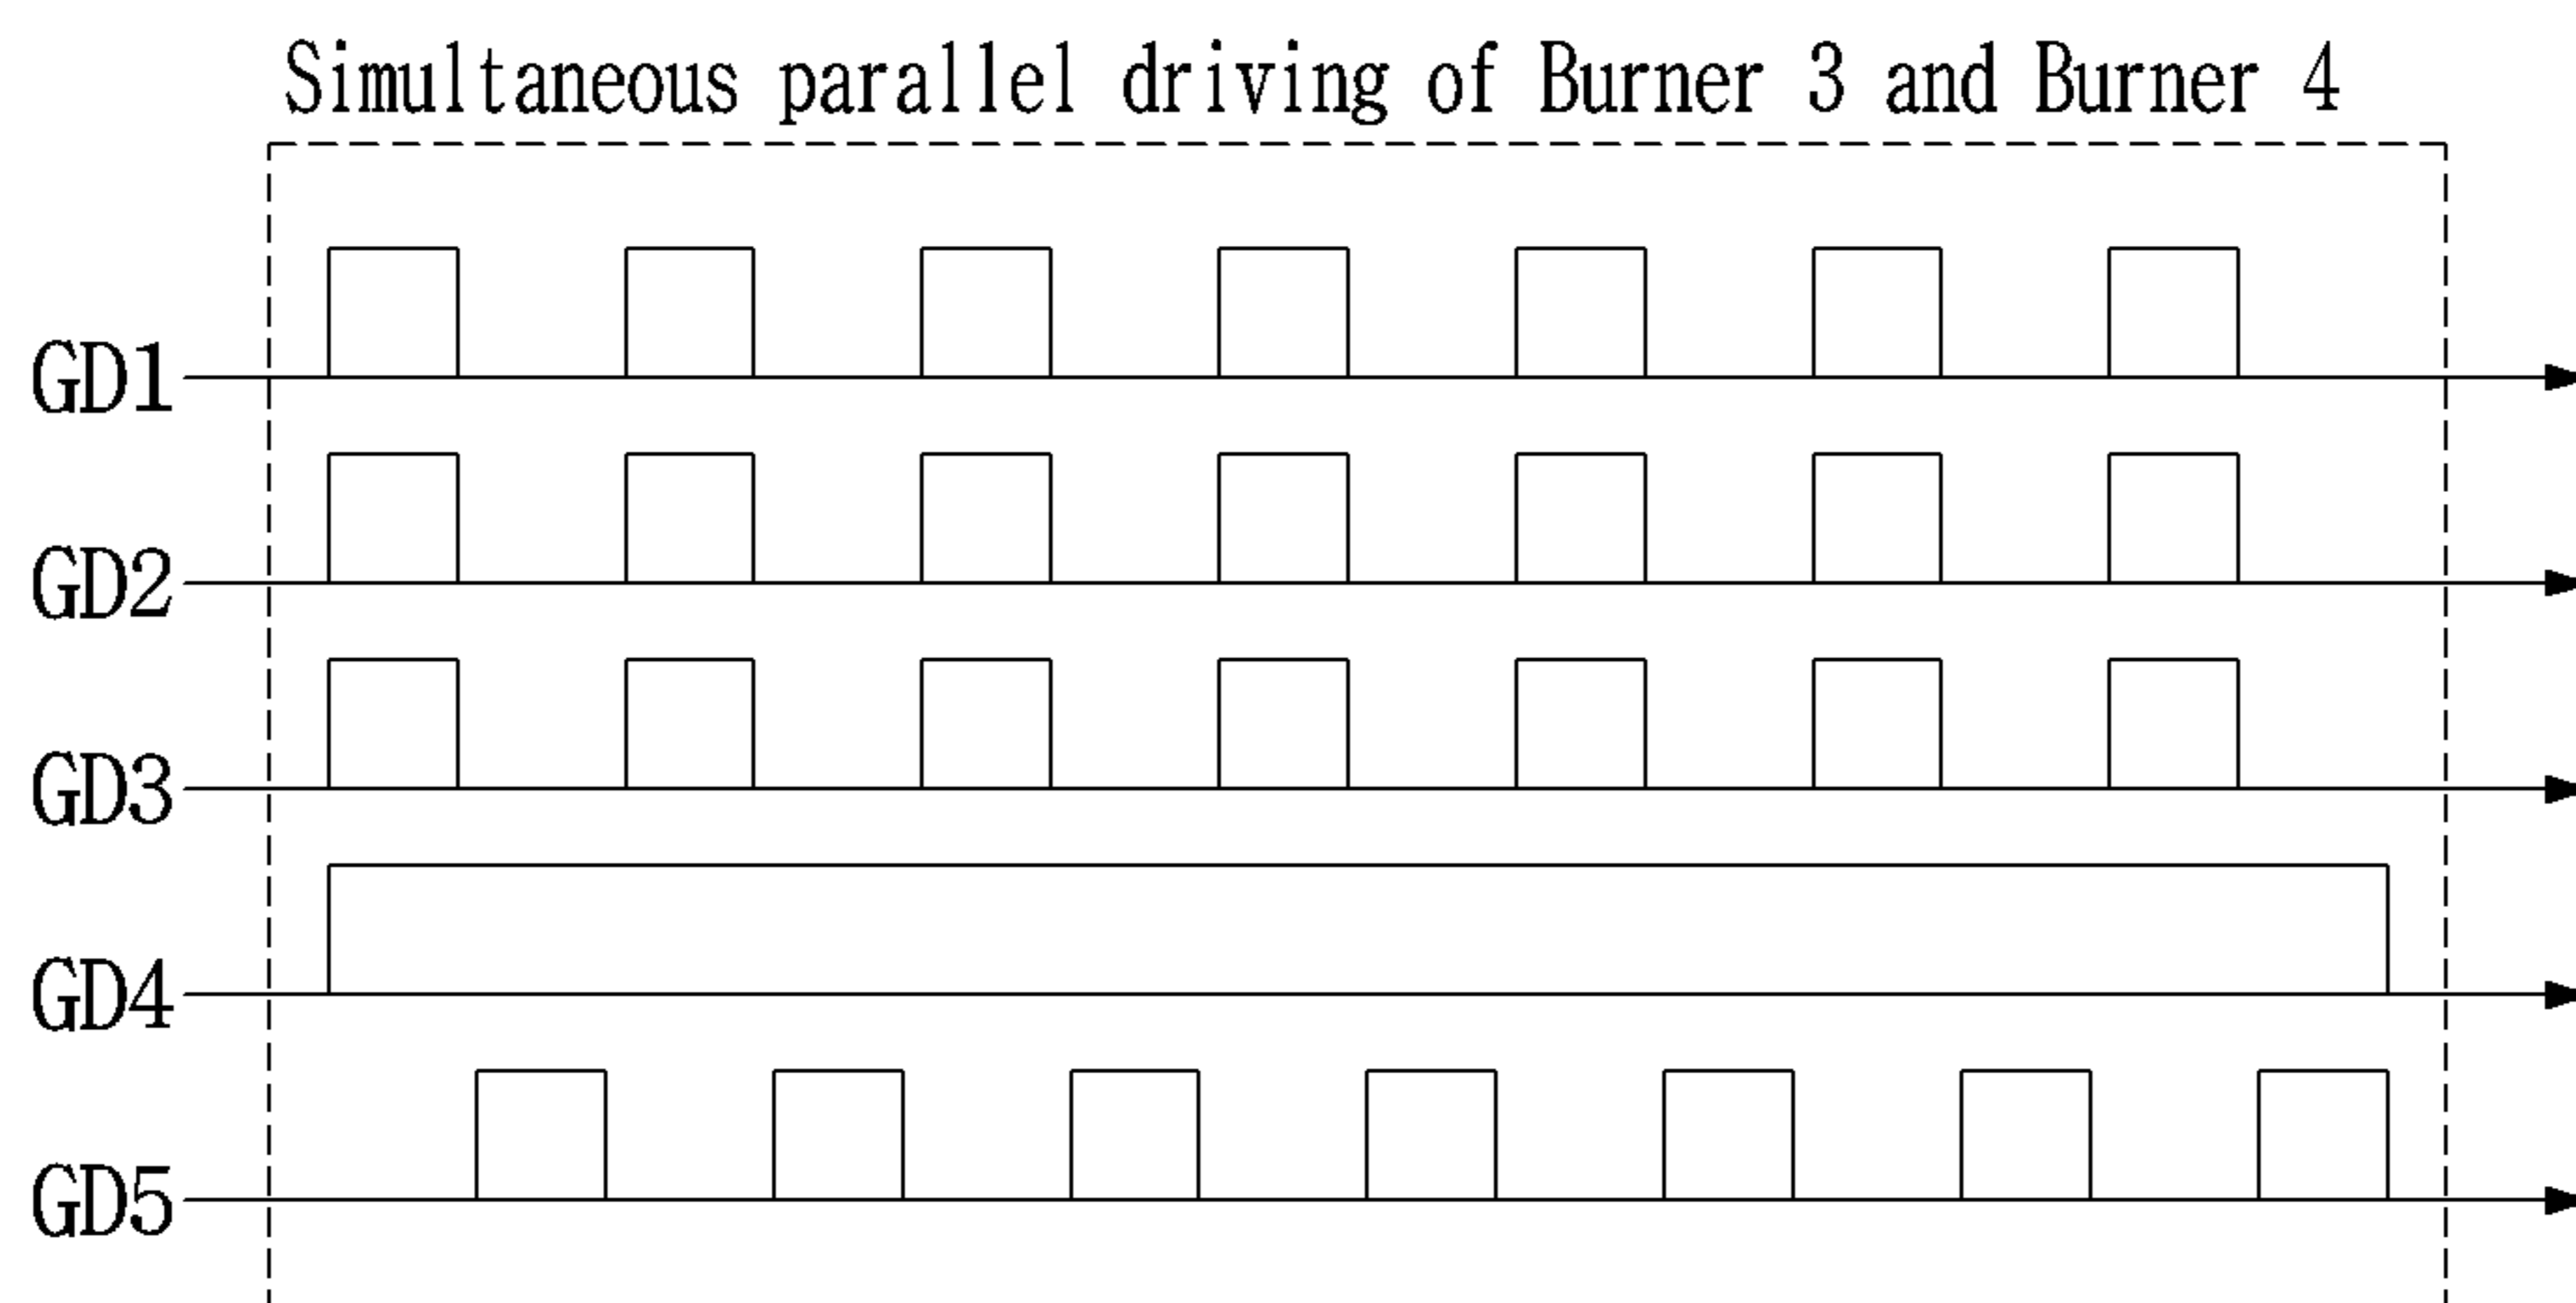 Simultaneous parallel driving of Burner 3 and Burner 4
GD1
GD2
GD3
GD4
GD5